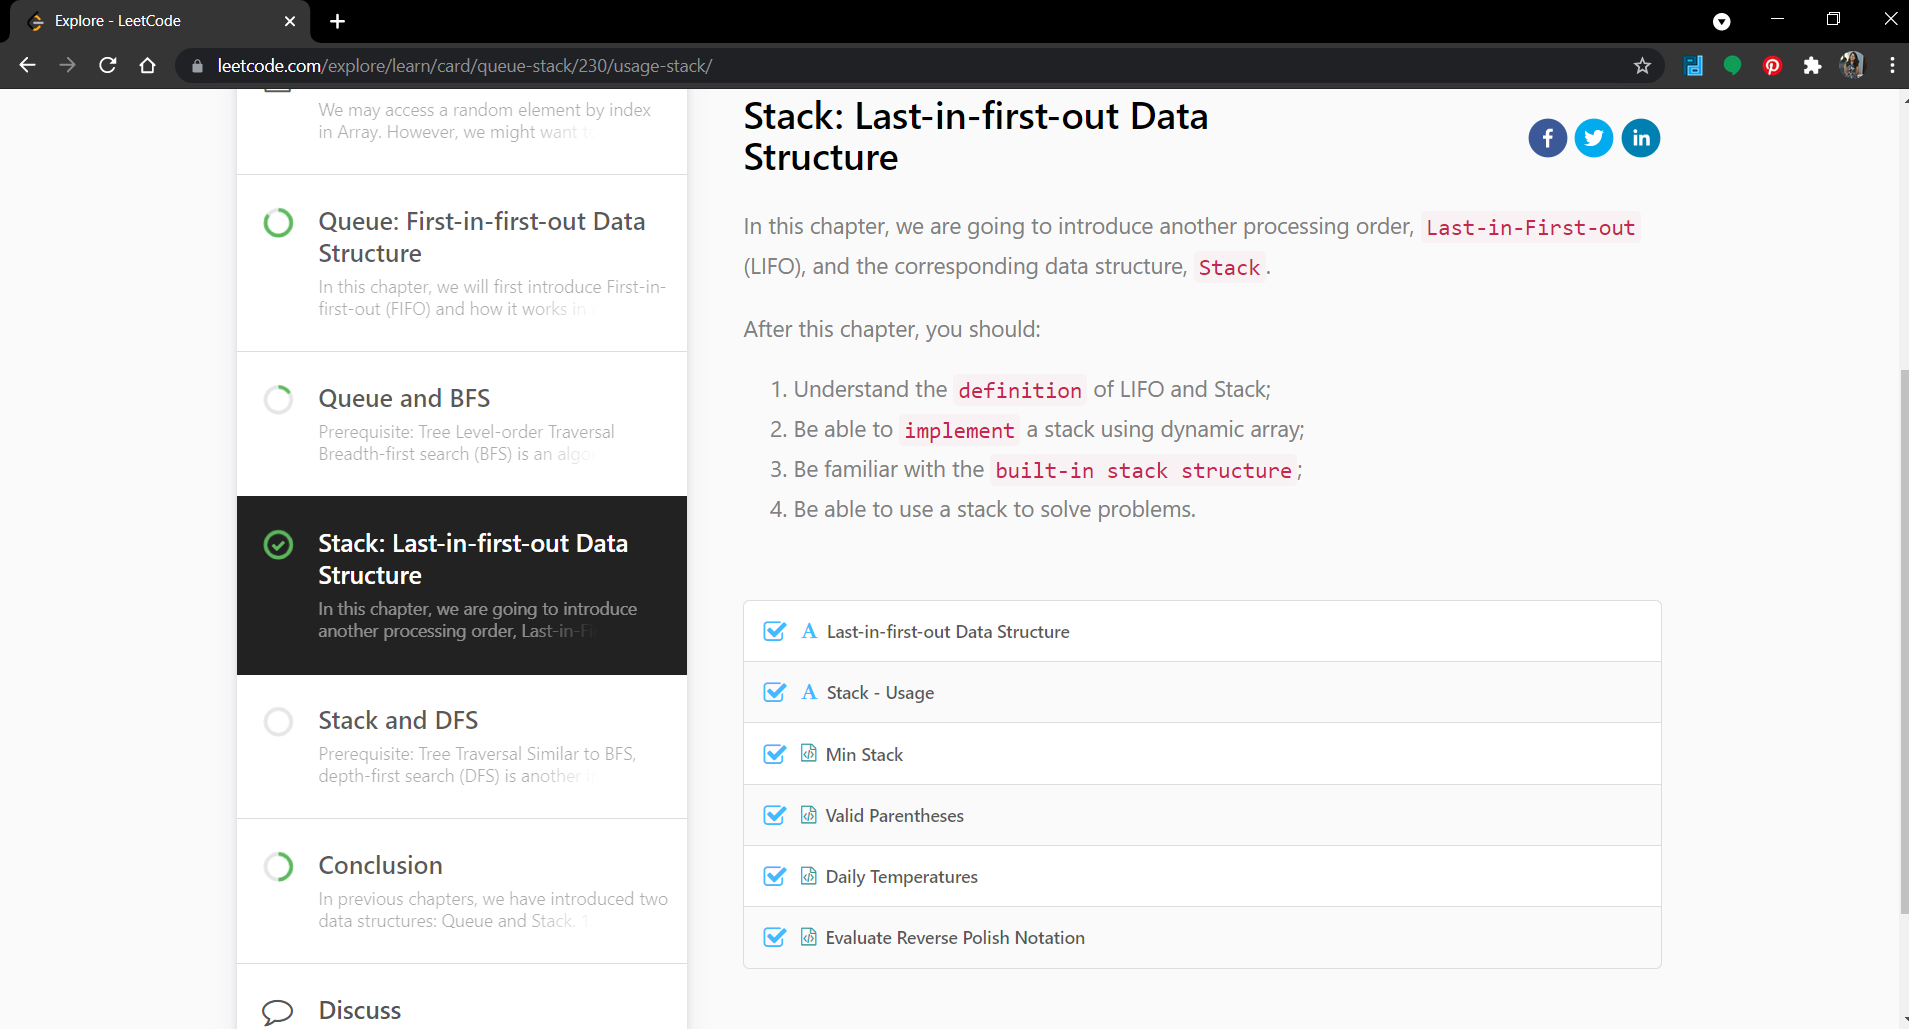 Explore - LeetCode
leetcode.com/explore/learn/card/queue-stack/230/usage-stack/
We may access a random element by index
in Array. However, we might want to
Queue: First-in-first-out Data
Structure
In this chapter, we will first introduce First-in-
first-out (FIFO) and how it works in
Queue and BFS
Prerequisite: Tree Level-order Traversal
Breadth-first search (BFS) is an algo
Stack: Last-in-first-out Data
Structure
In this chapter, we are going to introduce
another processing order, Last-in-Fi
Stack and DFS
Prerequisite: Tree Traversal Similar to BFS,
depth-first search (DFS) is another
Conclusion
In previous chapters, we have introduced two
data structures: Queue and Stack. 1
Discuss
Stack: Last-in-first-out Data
Structure
f
in
In this chapter, we are going to introduce another processing order, Last-in-First-out
(LIFO), and the corresponding data structure, Stack.
After this chapter, you should:
1. Understand the definition of LIFO and Stack;
2. Be able to implement a stack using dynamic array;
3. Be familiar with the built-in stack structure;
4. Be able to use a stack to solve problems.
A Last-in-first-out Data Structure
A Stack - Usage
Min Stack
Valid Parentheses
Daily Temperatures
Evaluate Reverse Polish Notation